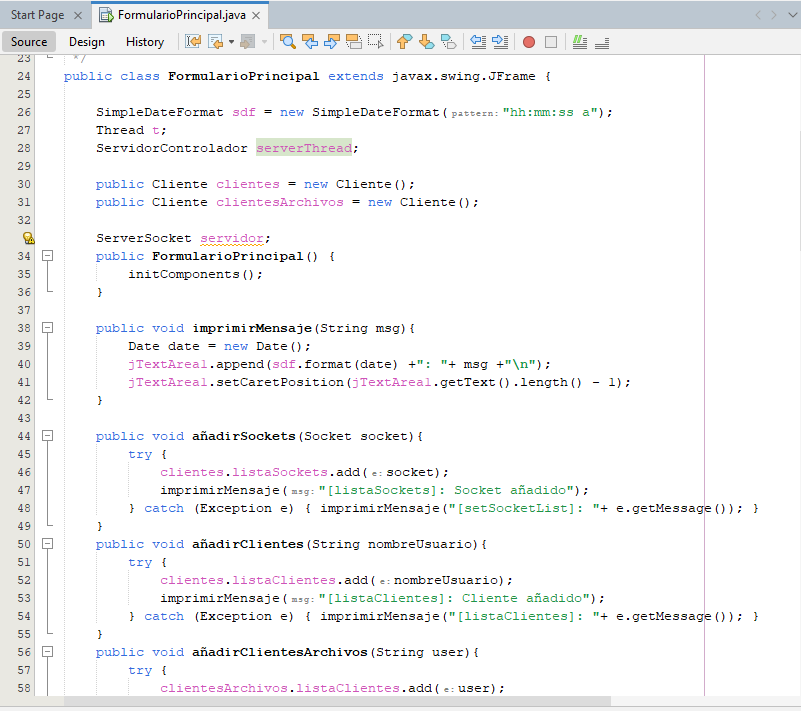 Start Page
FormularioPrincipal.java
Source Design History
23 */
24 public class FormularioPrincipal extends javax.swing.JFrame {
25
26 SimpleDateFormat sdf = new SimpleDateFormat( pattern: "hh:mm:ss a");
27 Thread t;
28 ServidorControlador serverThread;
29
30 public Cliente clientes = new Cliente();
31 public Cliente clientesArchivos = new Cliente();
32
ServerSocket servidor;
34 public FormularioPrincipal() {
35 initComponents();
36 }
37
38 public void imprimirMensaje(String msg){
39 Date date = new Date();
40 jTextArea1.append(sdf.format(date) +": "+ msg +"\n");
41 jTextArea1.setCaretPosition(jTextArea1.getText().length() - 1);
42 }
43
44 public void añadirSockets(Socket socket){
45 try {
46 clientes.listaSockets.add( e: socket);
47 imprimirMensaje( msg: "[listaSockets]: Socket añadido");
48 } catch (Exception e) { imprimirMensaje("[setSocketList]: "+ e.getMessage()); }
49 }
50 public void añadirClientes(String nombreUsuario){
51 try {
52 clientes.listaClientes.add( e: nombreUsuario);
53 imprimirMensaje( msg: "[listaClientes]: Cliente añadido");
54 } catch (Exception e) { imprimirMensaje("[listaClientes]: "+ e.getMessage()); }
55 }
56 public void añadirClientesArchivos(String user){
57 try {
58 clientesArchivos.listaClientes.add( e: user);